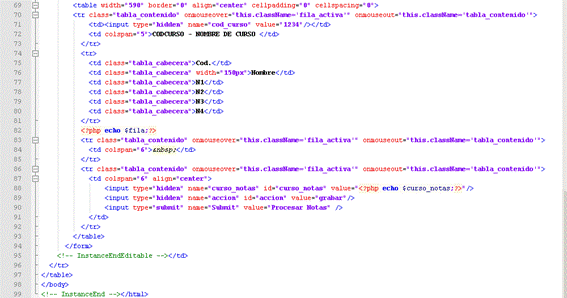 69 <table width="590" border="0" align="center" cellpadding="0" cellspacing="0">
70 <tr class="tabla_contenido" onmouseover="this.className='fila_activa'" onmouseout="this.className='tabla_contenido'">
71 <td><input type="hidden" name="cod_curso" value="1234"/></td>
72 <td colspan="5">CODCURSO - NOMBRE DE CURSO </td>
73 </tr>
74 <tr>
75 <td class="tabla_cabecera">Cod.</td>
76 <td class="tabla_cabecera" width="150px">Nombre</td>
77 <td class="tabla_cabecera">N1</td>
78 <td class="tabla_cabecera">N2</td>
79 <td class="tabla_cabecera">N3</td>
80 <td class="tabla_cabecera">N4</td>
81 </tr>
82 <?php echo $fila;?>
83 <tr class="tabla_contenido" onmouseover="this.className='fila_activa'" onmouseout="this.className='tabla_contenido'">
84 <td colspan="6">&nbsp;</td>
85 </tr>
86 <tr class="tabla_contenido" onmouseover="this.className='fila_activa'" onmouseout="this.className='tabla_contenido'">
87 <td colspan="6" align="center">
88 <input type="hidden" name="curso_notas" id="curso_notas" value="<?php echo $curso_notas;?>"/>
89 <input type="hidden" name="accion" id="accion" value="grabar"/>
90 <input type="submit" name="Submit" value="Procesar Notas" />
91 </td>
92 </tr>
93 </table>
94 </form>
95 <!-- InstanceEndEditable --></td>
96 </tr>
97 </table>
98 </body>
99 <!-- InstanceEnd --></html>